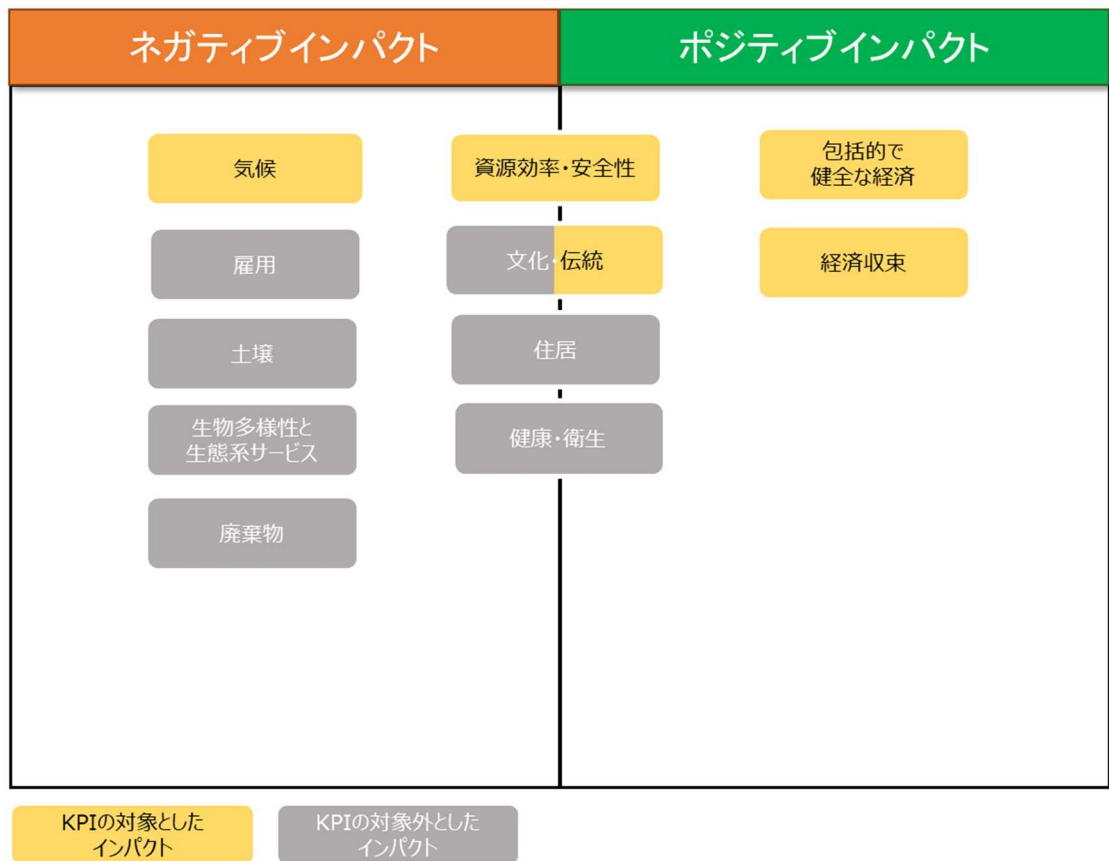 ネガティブインパクト
ポジティブインパクト
気候
資源効率・安全性
包括的で
健全な経済
雇用
文化・伝統
経済収束
土壌
住居
生物多様性と
生態系サービス
健康・衛生
廃棄物
KPIの対象とした
インパクト
KPIの対象外とした
インパクト